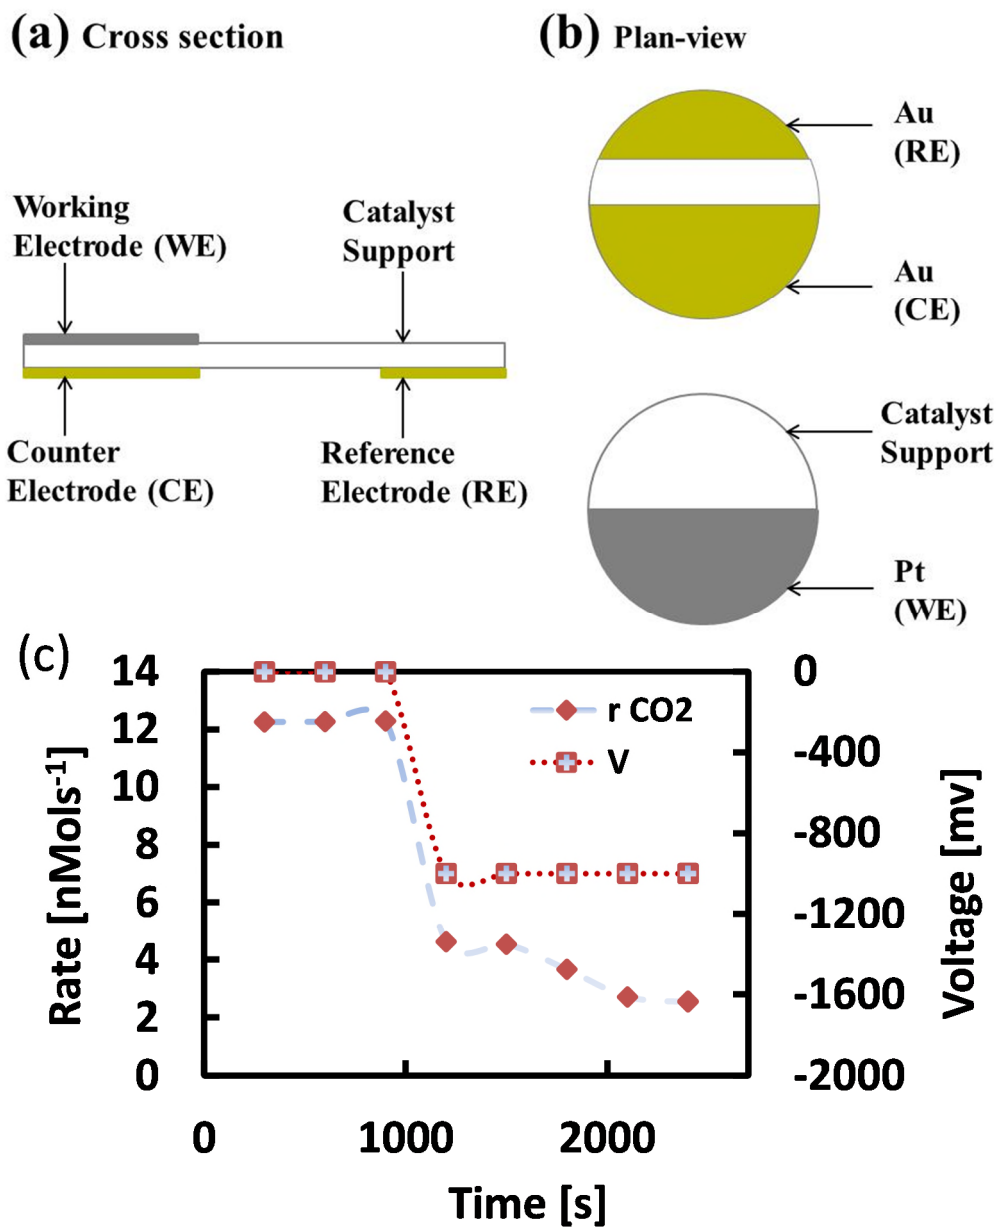 (a) Cross section
Working
Electrode (WE)
Catalyst
Support
Counter
Electrode (CE)
Reference
Electrode (RE)
(b) Plan-view
Au
(RE)
Au
(CE)
Catalyst
Support
Pt
(WE)
(c)
14
12
10
8
6
4
2
0
Rate [nMols-1]
r CO2
V
0
-400
-800
-1200
-1600
-2000
Voltage [mv]
0
1000
2000
Time [s]